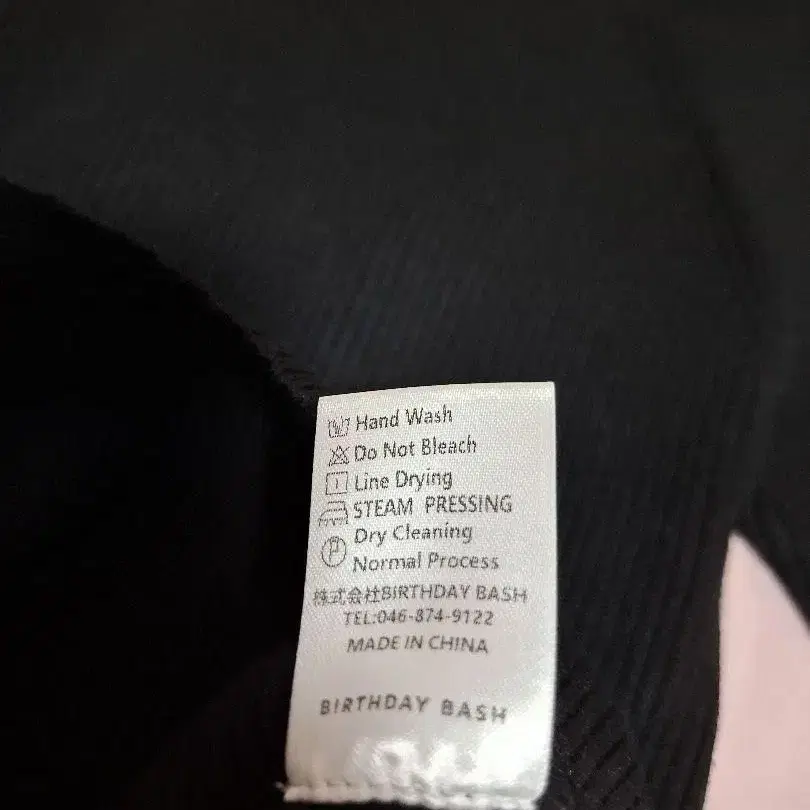 Hand Wash
Do Not Bleach
Line Drying
STEAM PRESSING
Dry Cleaning
P
Normal Process
株式会社BIRTHDAY BASH
TEL:046-874-9122
MADE IN CHINA
BIRTHDAY BASH